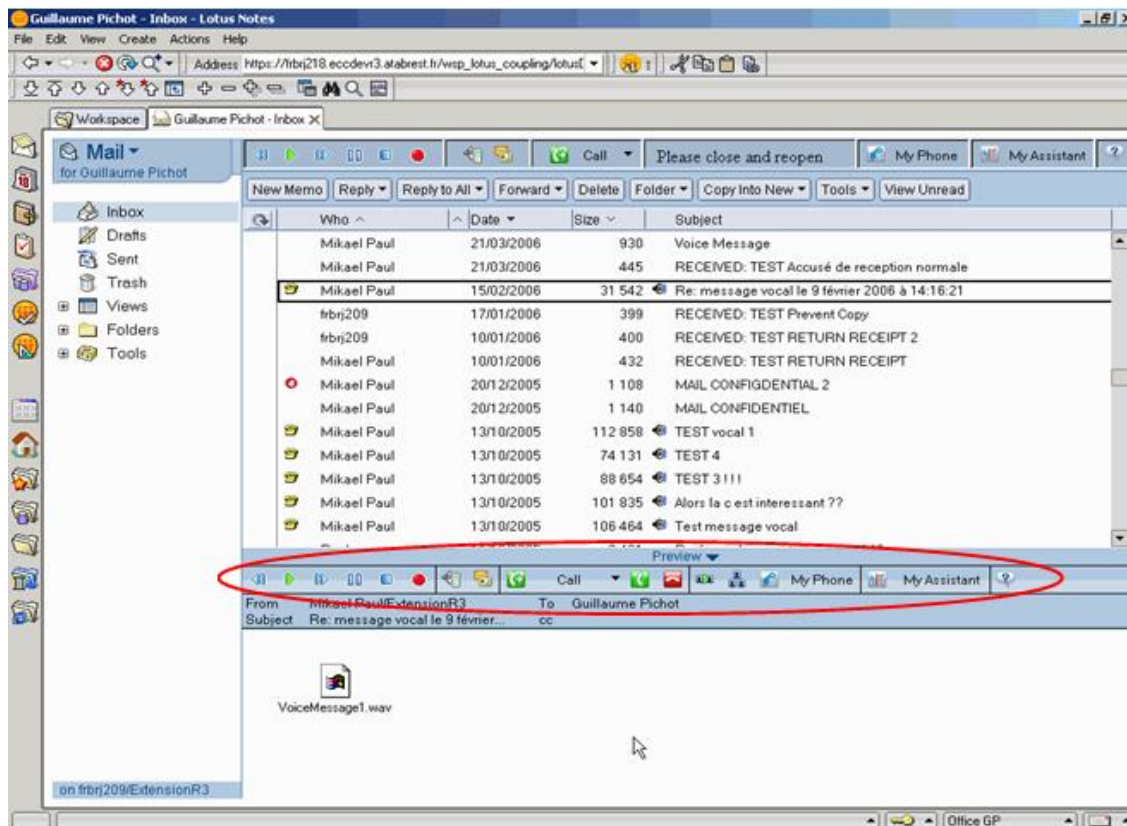 Guillaume Pichot - Inbox - Lotus Notes
File Edit View Create Actions Help
Address https://frbrj218.eccdevr3.atabrest.fr/wsp_lotus_coupling/lotus
Workspace Guillaume Pichot - Inbox
Mail
for Guillaume Pichot
Call Please close and reopen My Phone My Assistant
New Memo Reply Reply to All Forward Delete Folder Copy Into New Tools View Unread
Inbox
Drafts
Sent
Trash
Views
Folders
Tools
Who Date Size Subject
Mikael Paul 21/03/2006 930 Voice Message
Mikael Paul 21/03/2006 445 RECEIVED: TEST Accusé de reception normale
Mikael Paul 15/02/2006 31 542 Re: message vocal le 9 février 2006 à 14:16:21
frbrj209 17/01/2006 399 RECEIVED: TEST Prevent Copy
frbrj209 10/01/2006 400 RECEIVED: TEST RETURN RECEIPT 2
Mikael Paul 10/01/2006 432 RECEIVED: TEST RETURN RECEIPT
Mikael Paul 20/12/2005 1 108 MAIL CONFIGDENTIAL 2
Mikael Paul 20/12/2005 1 140 MAIL CONFIDENTIEL
Mikael Paul 13/10/2005 112 858 TEST vocal 1
Mikael Paul 13/10/2005 74 131 TEST 4
Mikael Paul 13/10/2005 88 654 TEST 3 !!!
Mikael Paul 13/10/2005 101 835 Alors la c est interessant ??
Mikael Paul 13/10/2005 106 464 Test message vocal
Preview
Call My Phone My Assistant
From Mikael Paul/ExtensionR3 To Guillaume Pichot
Subject Re: message vocal le 9 février... cc
VoiceMessage1.wav
on frbrj209/ExtensionR3
Office GP